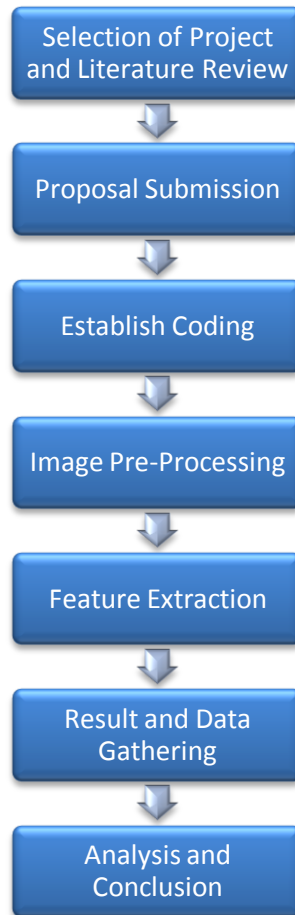 Selection of Project
and Literature Review
Proposal Submission
Establish Coding
Image Pre-Processing
Feature Extraction
Result and Data
Gathering
Analysis and
Conclusion